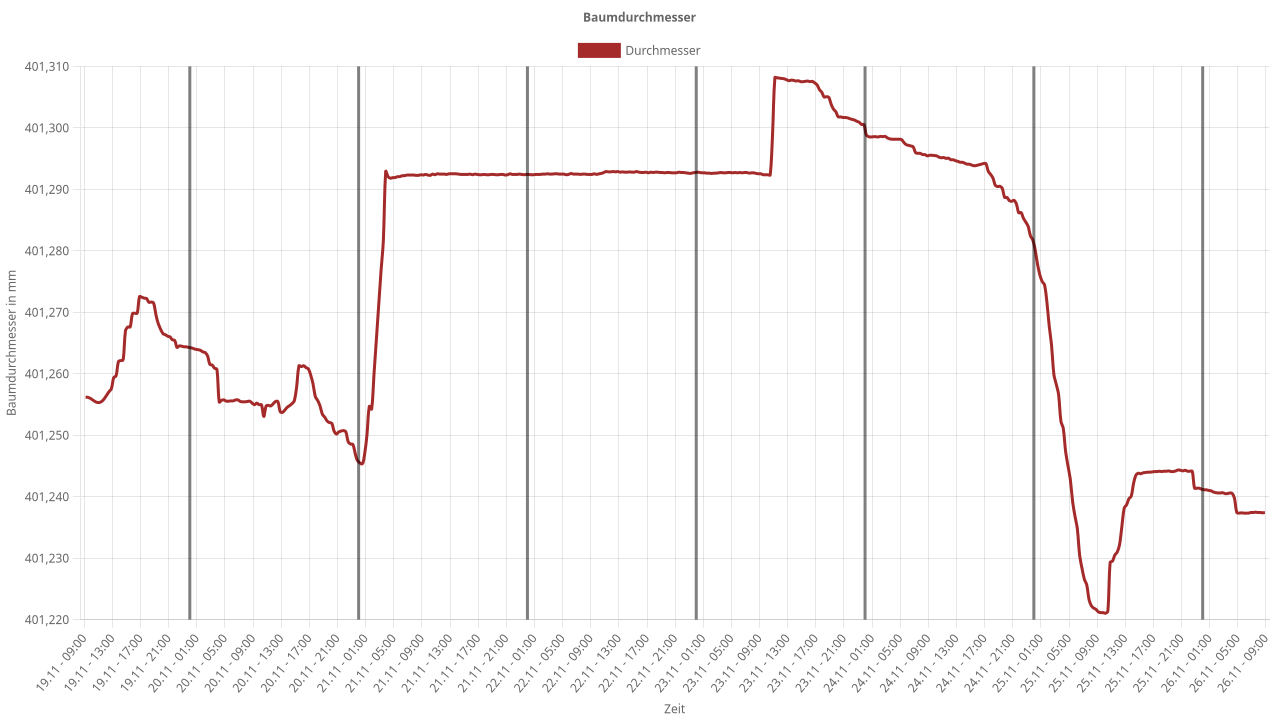 Baumdurchmesser
Durchmesser
401,310
401,300
401,290
401,280
401,270
401,260
401,250
401,240
401,230
401,220
Baumdurchmesser in mm
19.11 - 09:00
19.11 - 13:00
19.11 - 17:00
19.11 - 21:00
20.11 - 01:00
20.11 - 05:00
20.11 - 09:00
20.11 - 13:00
20.11 - 17:00
20.11 - 21:00
21.11 - 01:00
21.11 - 05:00
21.11 - 09:00
21.11 - 13:00
21.11 - 17:00
21.11 - 21:00
22.11 - 01:00
22.11 - 05:00
22.11 - 09:00
22.11 - 13:00
22.11 - 17:00
22.11 - 21:00
23.11 - 01:00
23.11 - 05:00
23.11 - 09:00
23.11 - 13:00
23.11 - 17:00
23.11 - 21:00
24.11 - 01:00
24.11 - 05:00
24.11 - 09:00
24.11 - 13:00
24.11 - 17:00
24.11 - 21:00
25.11 - 01:00
25.11 - 05:00
25.11 - 09:00
25.11 - 13:00
25.11 - 17:00
25.11 - 21:00
26.11 - 01:00
26.11 - 05:00
26.11 - 09:00
Zeit